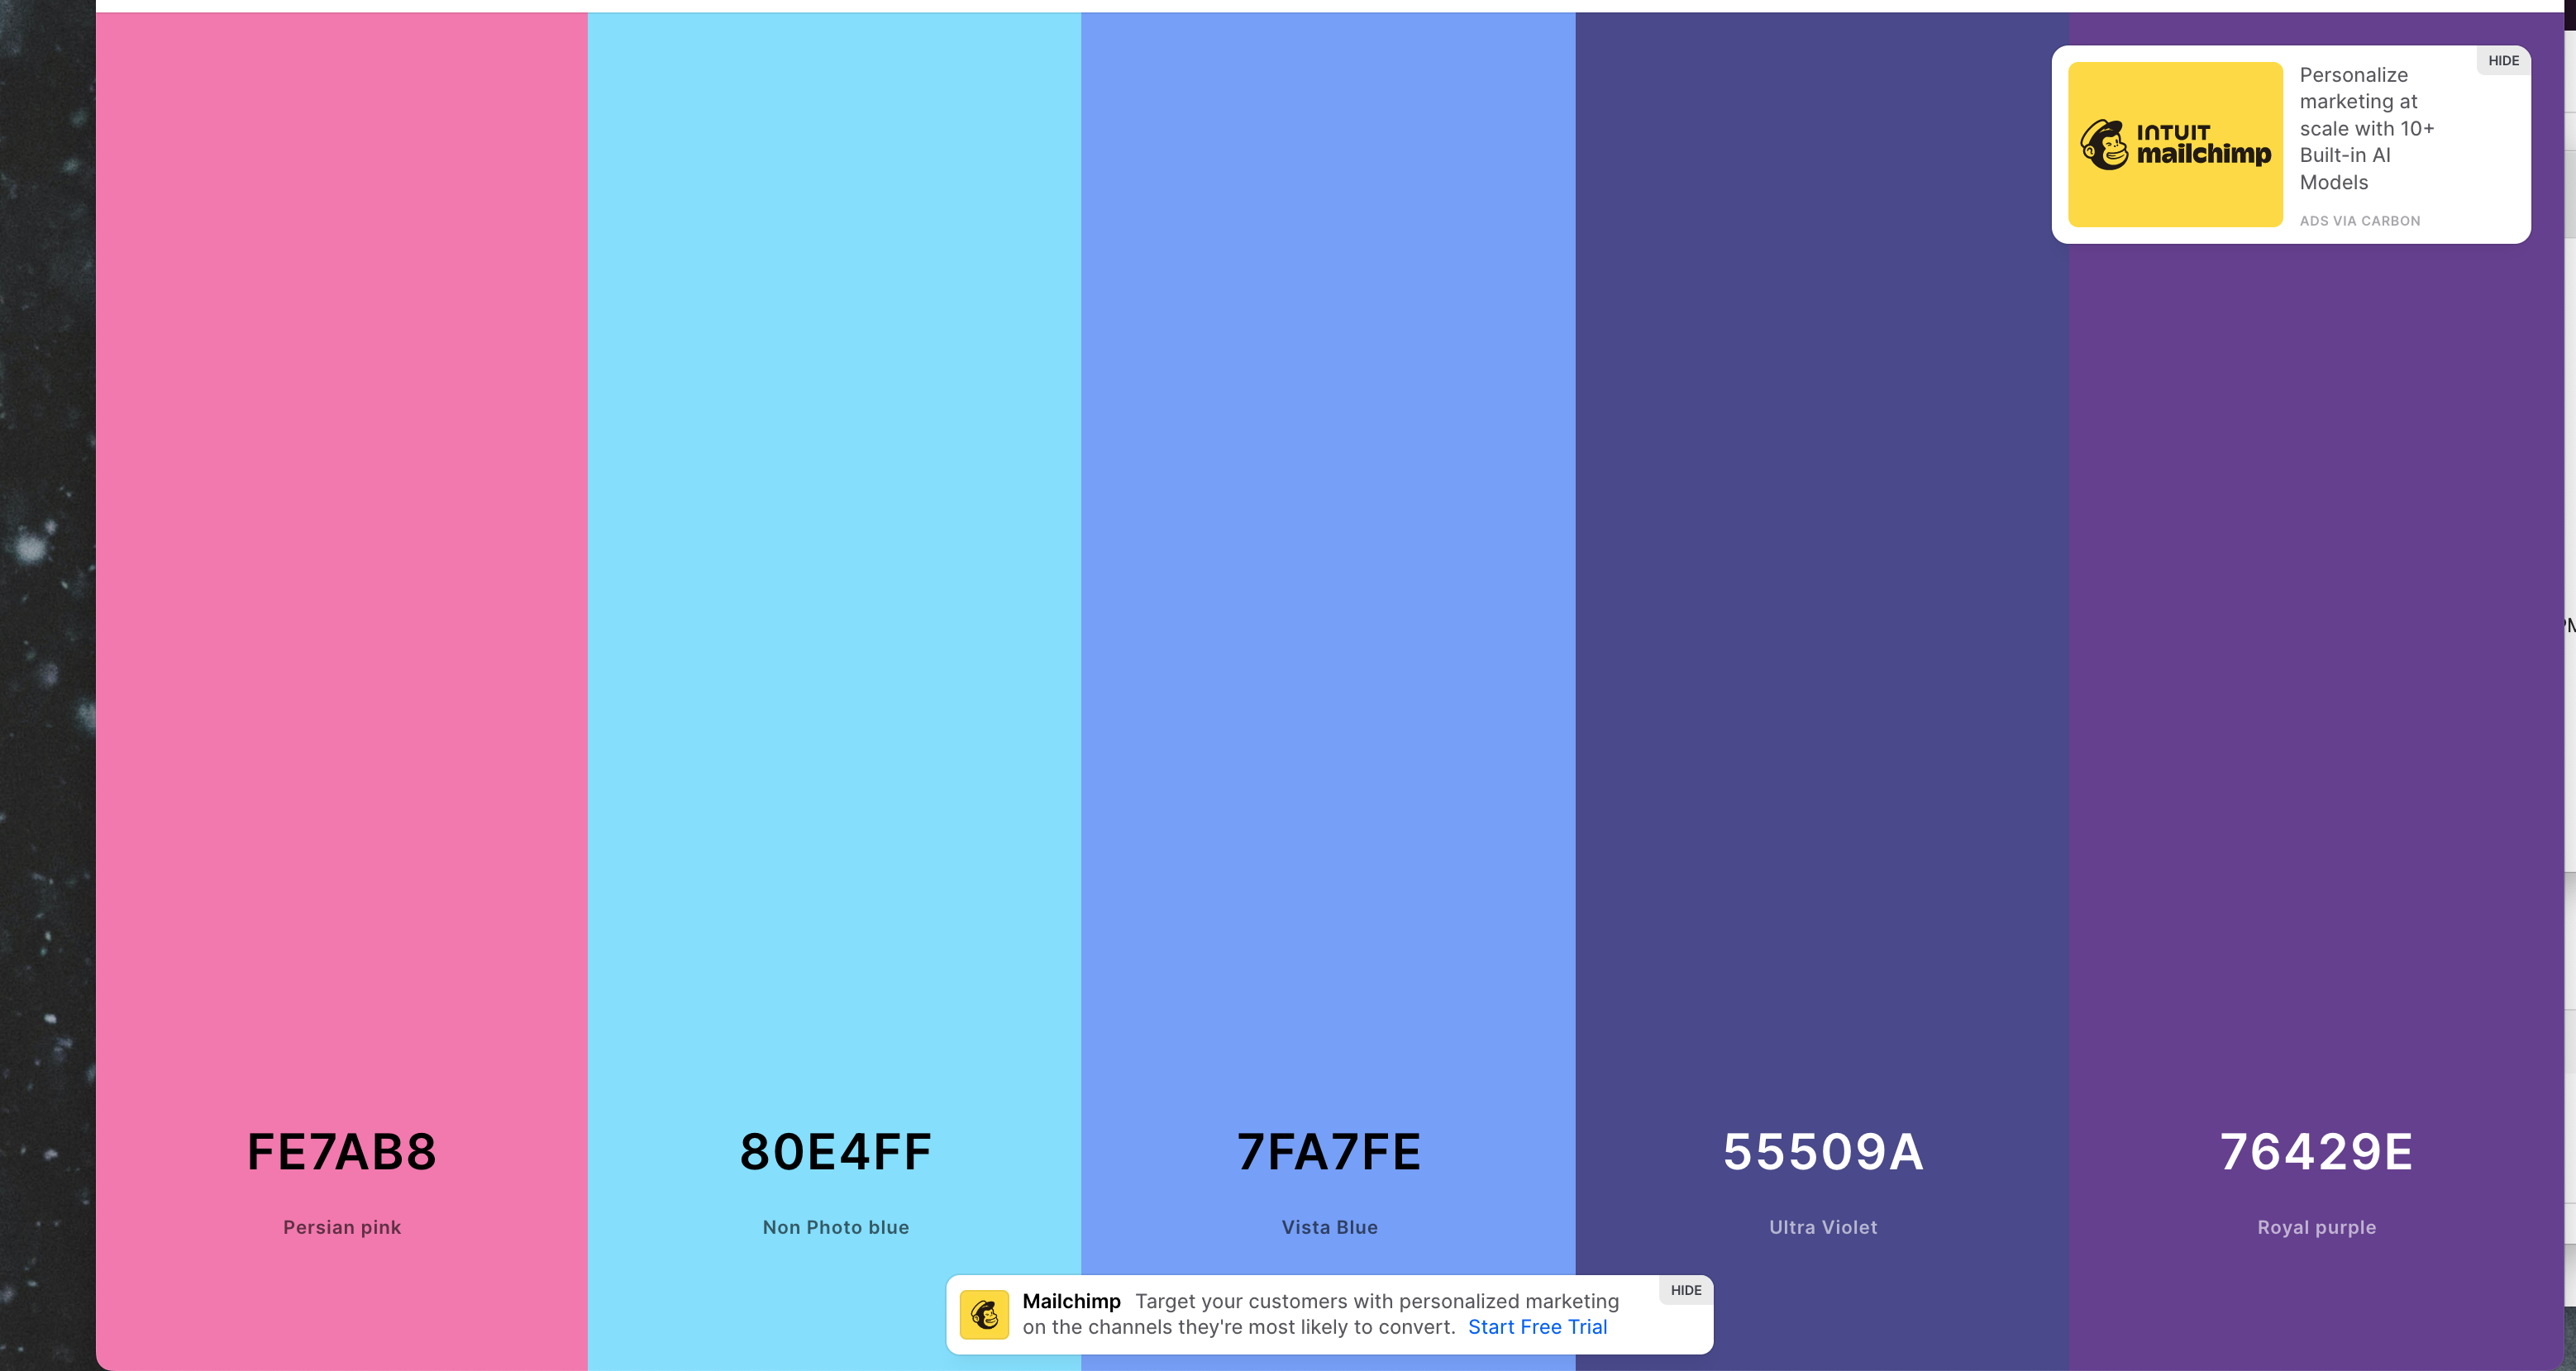 HIDE
Personalize
marketing at
scale with 10+
Built-in AI
Models
ADS VIA CARBON
INTUIT
mailchimp
FE7AB8
80E4FF
7FA7FE
55509A
76429E
Persian pink
Non Photo blue
Vista Blue
Ultra Violet
Royal purple
HIDE
Mailchimp Target your customers with personalized marketing
on the channels they're most likely to convert. Start Free Trial